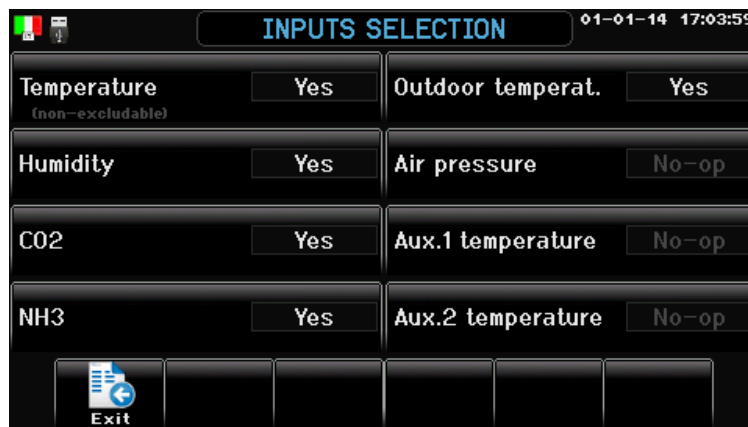 INPUTS SELECTION
01-01-14 17:03:59
Temperature
Yes
(non-excludable)
Outdoor temperat.
Yes
Humidity
Yes
Air pressure
No-op
CO2
Yes
Aux.1 temperature
No-op
NH3
Yes
Aux.2 temperature
No-op
Exit